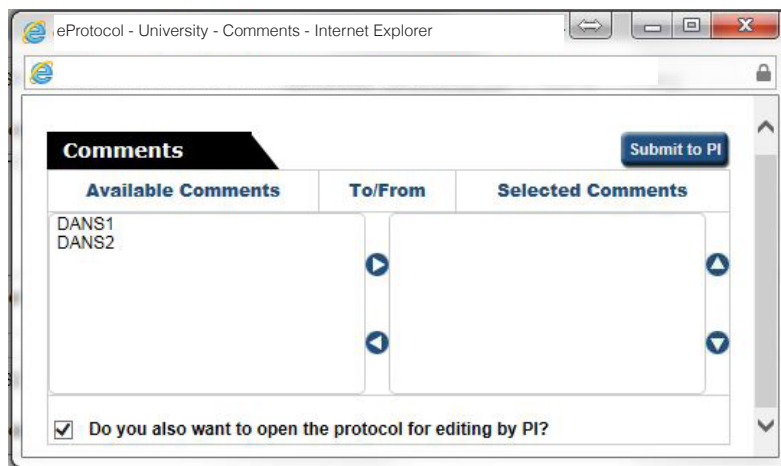 eProtocol - University - Comments - Internet Explorer
Comments
Submit to PI
Available Comments To/From Selected Comments
DANS1
DANS2
Do you also want to open the protocol for editing by PI?